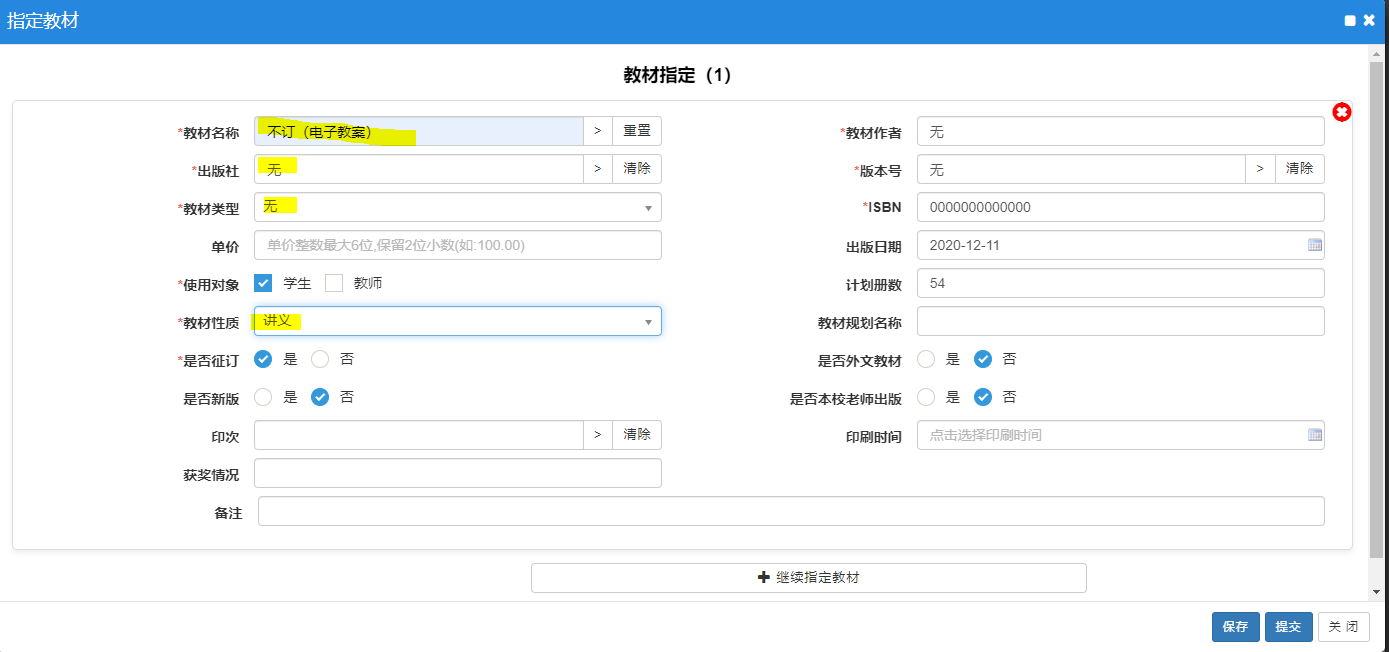 指定教材
教材指定（1）
*教材名称 不订（电子教案） > 重置 *教材作者 无
*出版社 无 > 清除 *版本号 无 > 清除
*教材类型 无 *ISBN 0000000000000
单价 单价整数最大6位,保留2位小数(如:100.00) 出版日期 2020-12-11
*使用对象 学生 教师 计划册数 54
*教材性质 讲义 教材规划名称
*是否征订 是 否 是否外文教材 是 否
是否新版 是 否 是否本校老师出版 是 否
印次 > 清除 印刷时间 点击选择印刷时间
获奖情况
备注
继续指定教材
保存 提交 关 闭